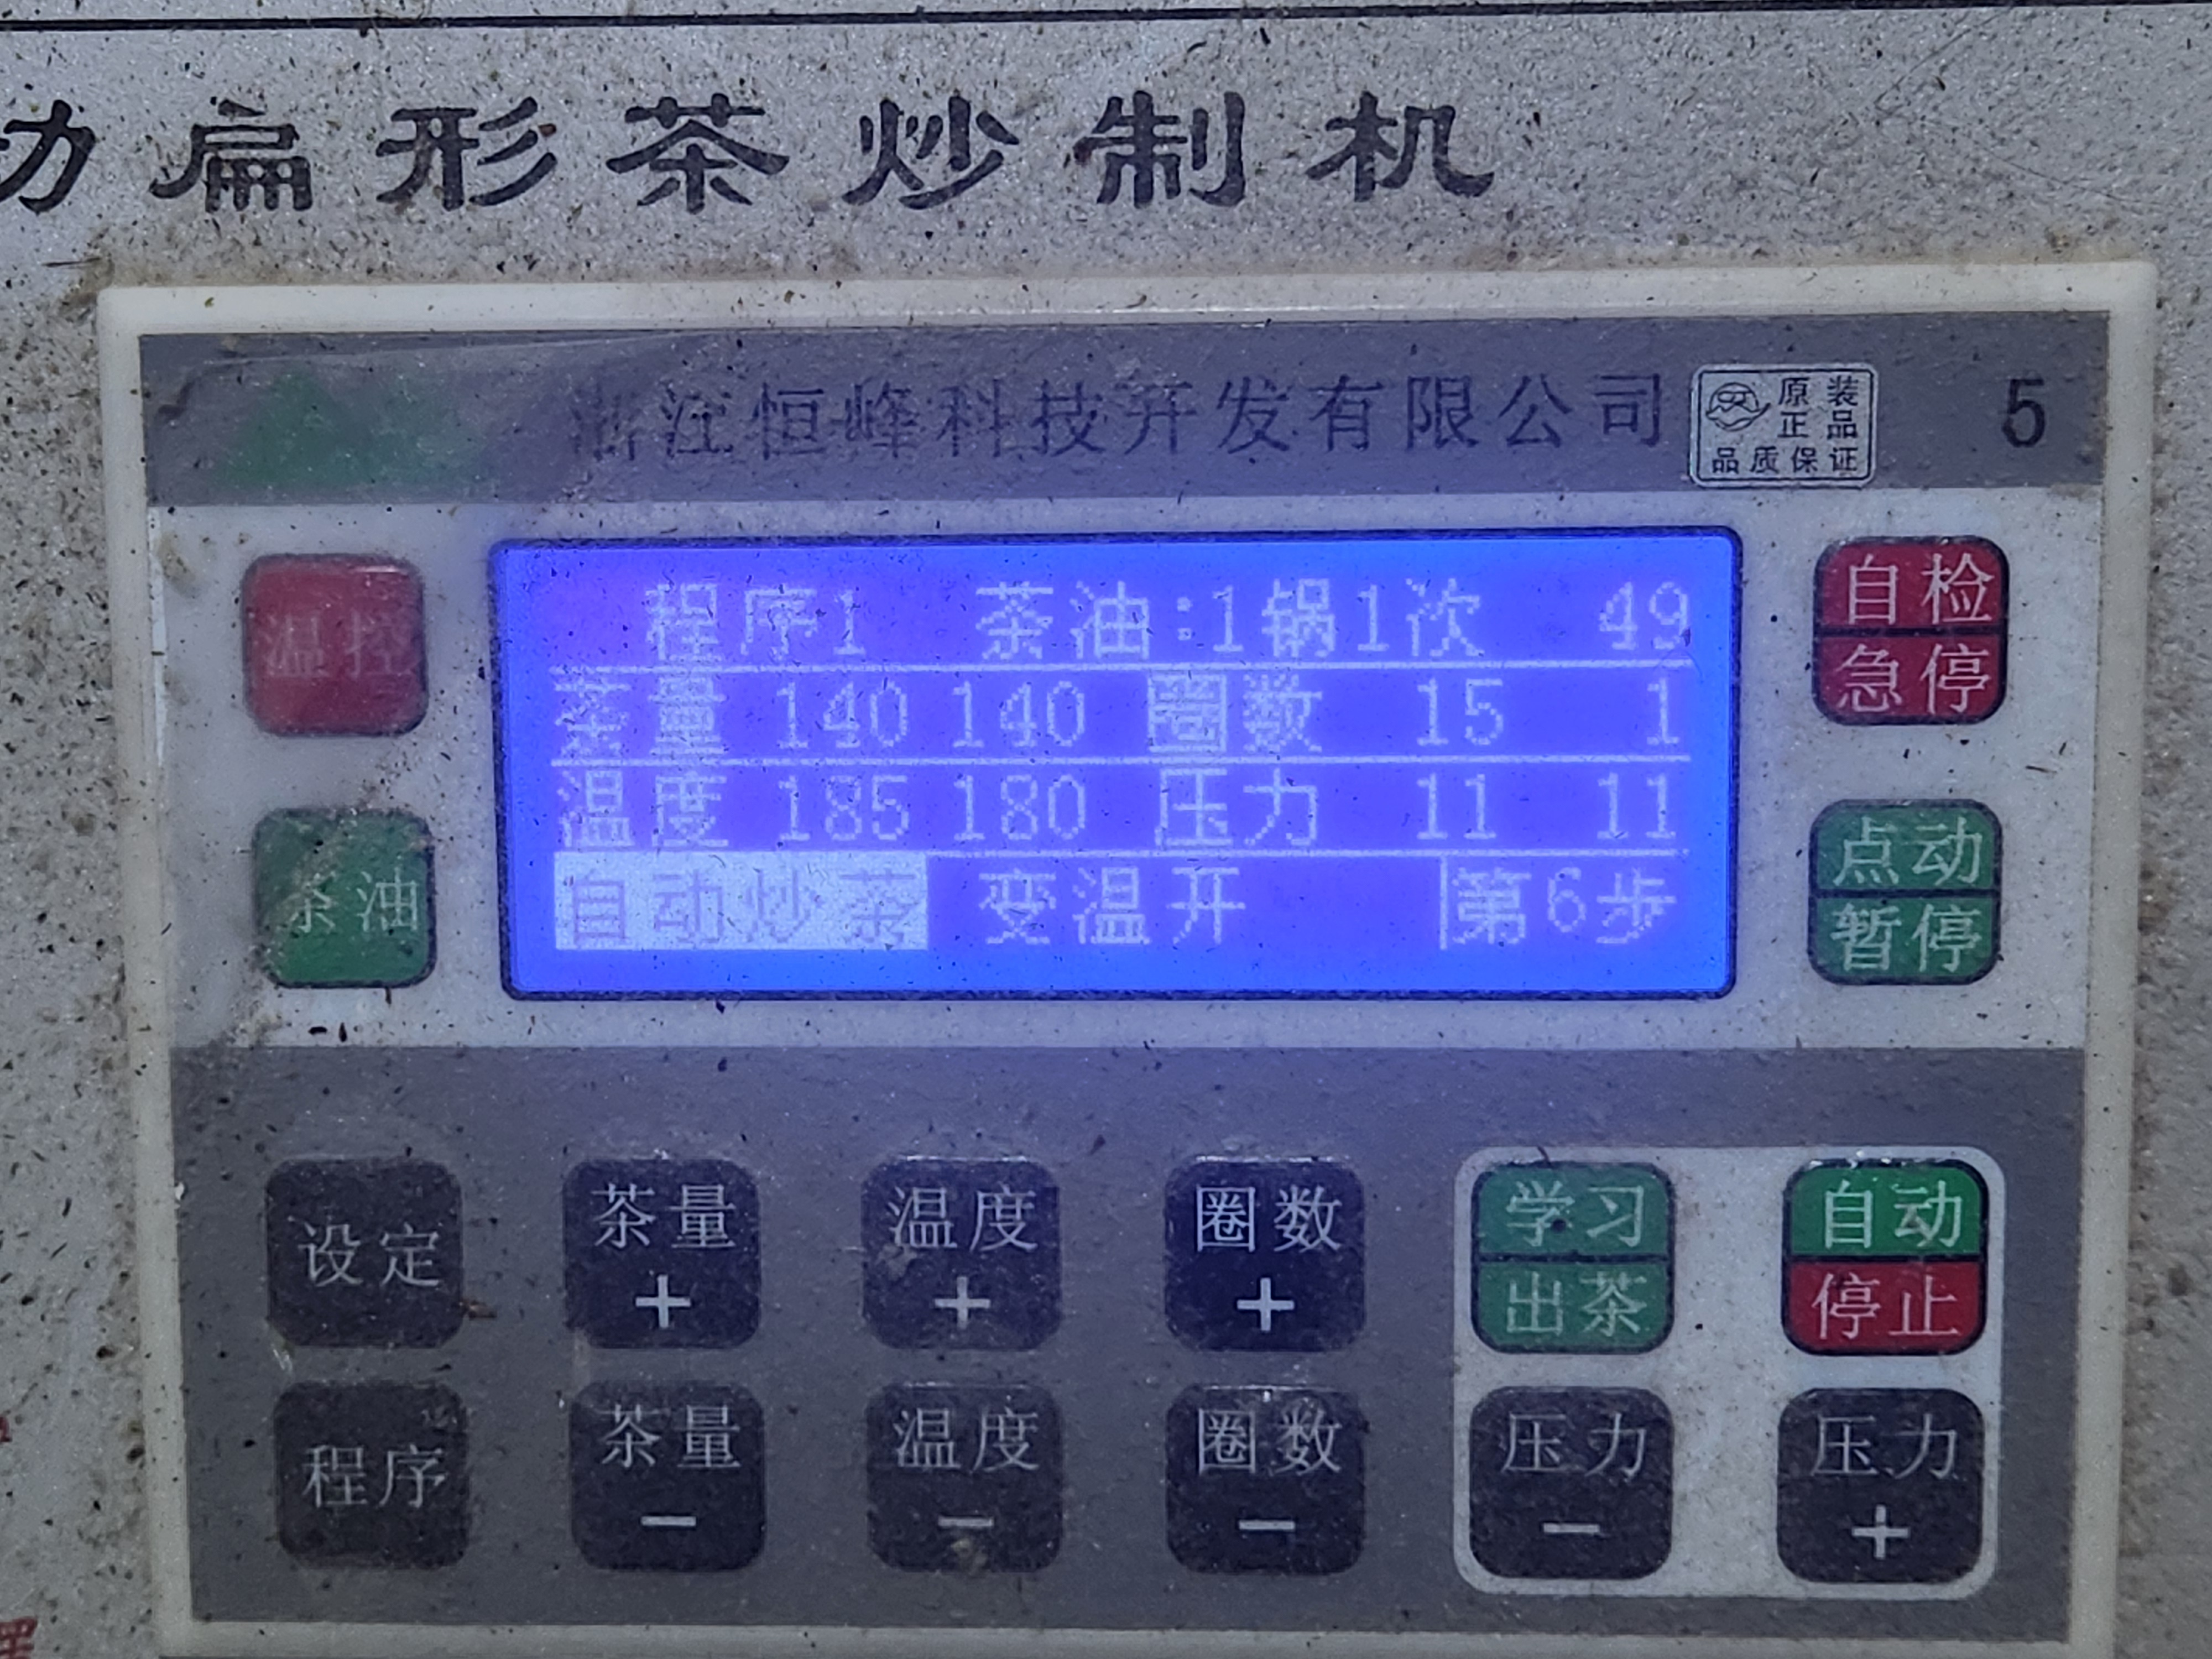 动扁形茶炒制机
浙江恒峰科技开发有限公司
原装
正品
品质保证
5
温控
茶油
程序1 茶油:1锅1次 49
茶量 140 140 圈数 15 1
温度 185 180 压力 11 11
自动炒茶 变温开 第6步
自检
急停
点动
暂停
设定
茶量
+
温度
+
圈数
+
学习
出茶
自动
停止
程序
茶量
−
温度
−
圈数
−
压力
−
压力
+